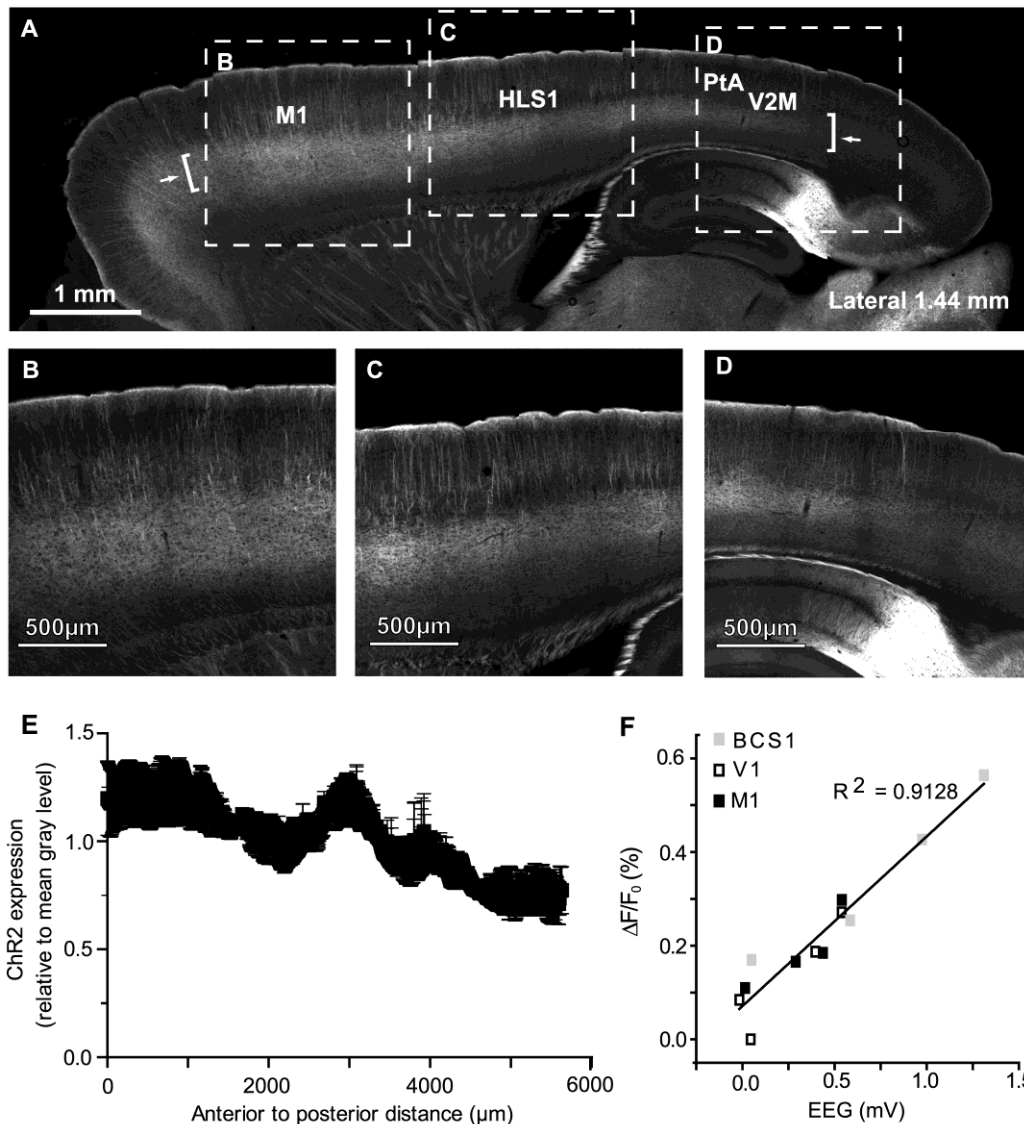 A
B
C
D
M1
HLS1
PtA
V2M
1 mm
Lateral 1.44 mm
B
C
D
500µm
500µm
500µm
E
ChR2 expression
(relative to mean gray level)
1.5
1.0
0.5
0.0
0
2000
4000
6000
Anterior to posterior distance (µm)
F
BCS1
V1
M1
R² = 0.9128
ΔF/F₀ (%)
0.6
0.4
0.2
0.0
0.0
0.5
1.0
1.5
EEG (mV)